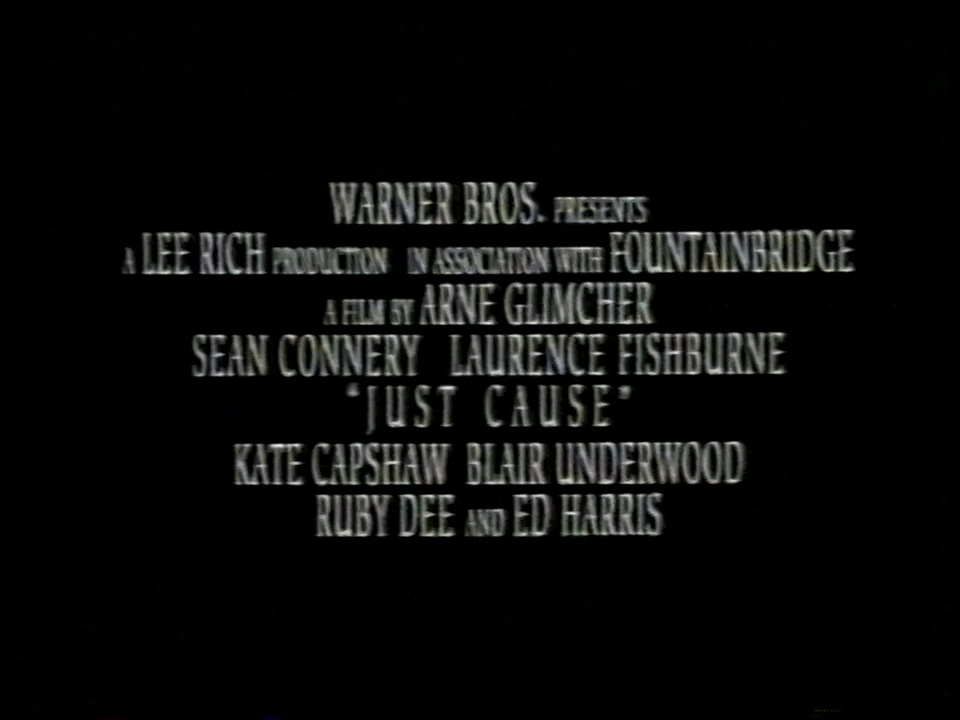 WARNER BROS. PRESENTS
A LEE RICH PRODUCTION IN ASSOCIATION WITH FOUNTAINBRIDGE
A FILM BY ARNE GLIMCHER
SEAN CONNERY LAURENCE FISHBURNE
"JUST CAUSE"
KATE CAPSHAW BLAIR UNDERWOOD
RUBY DEE AND ED HARRIS